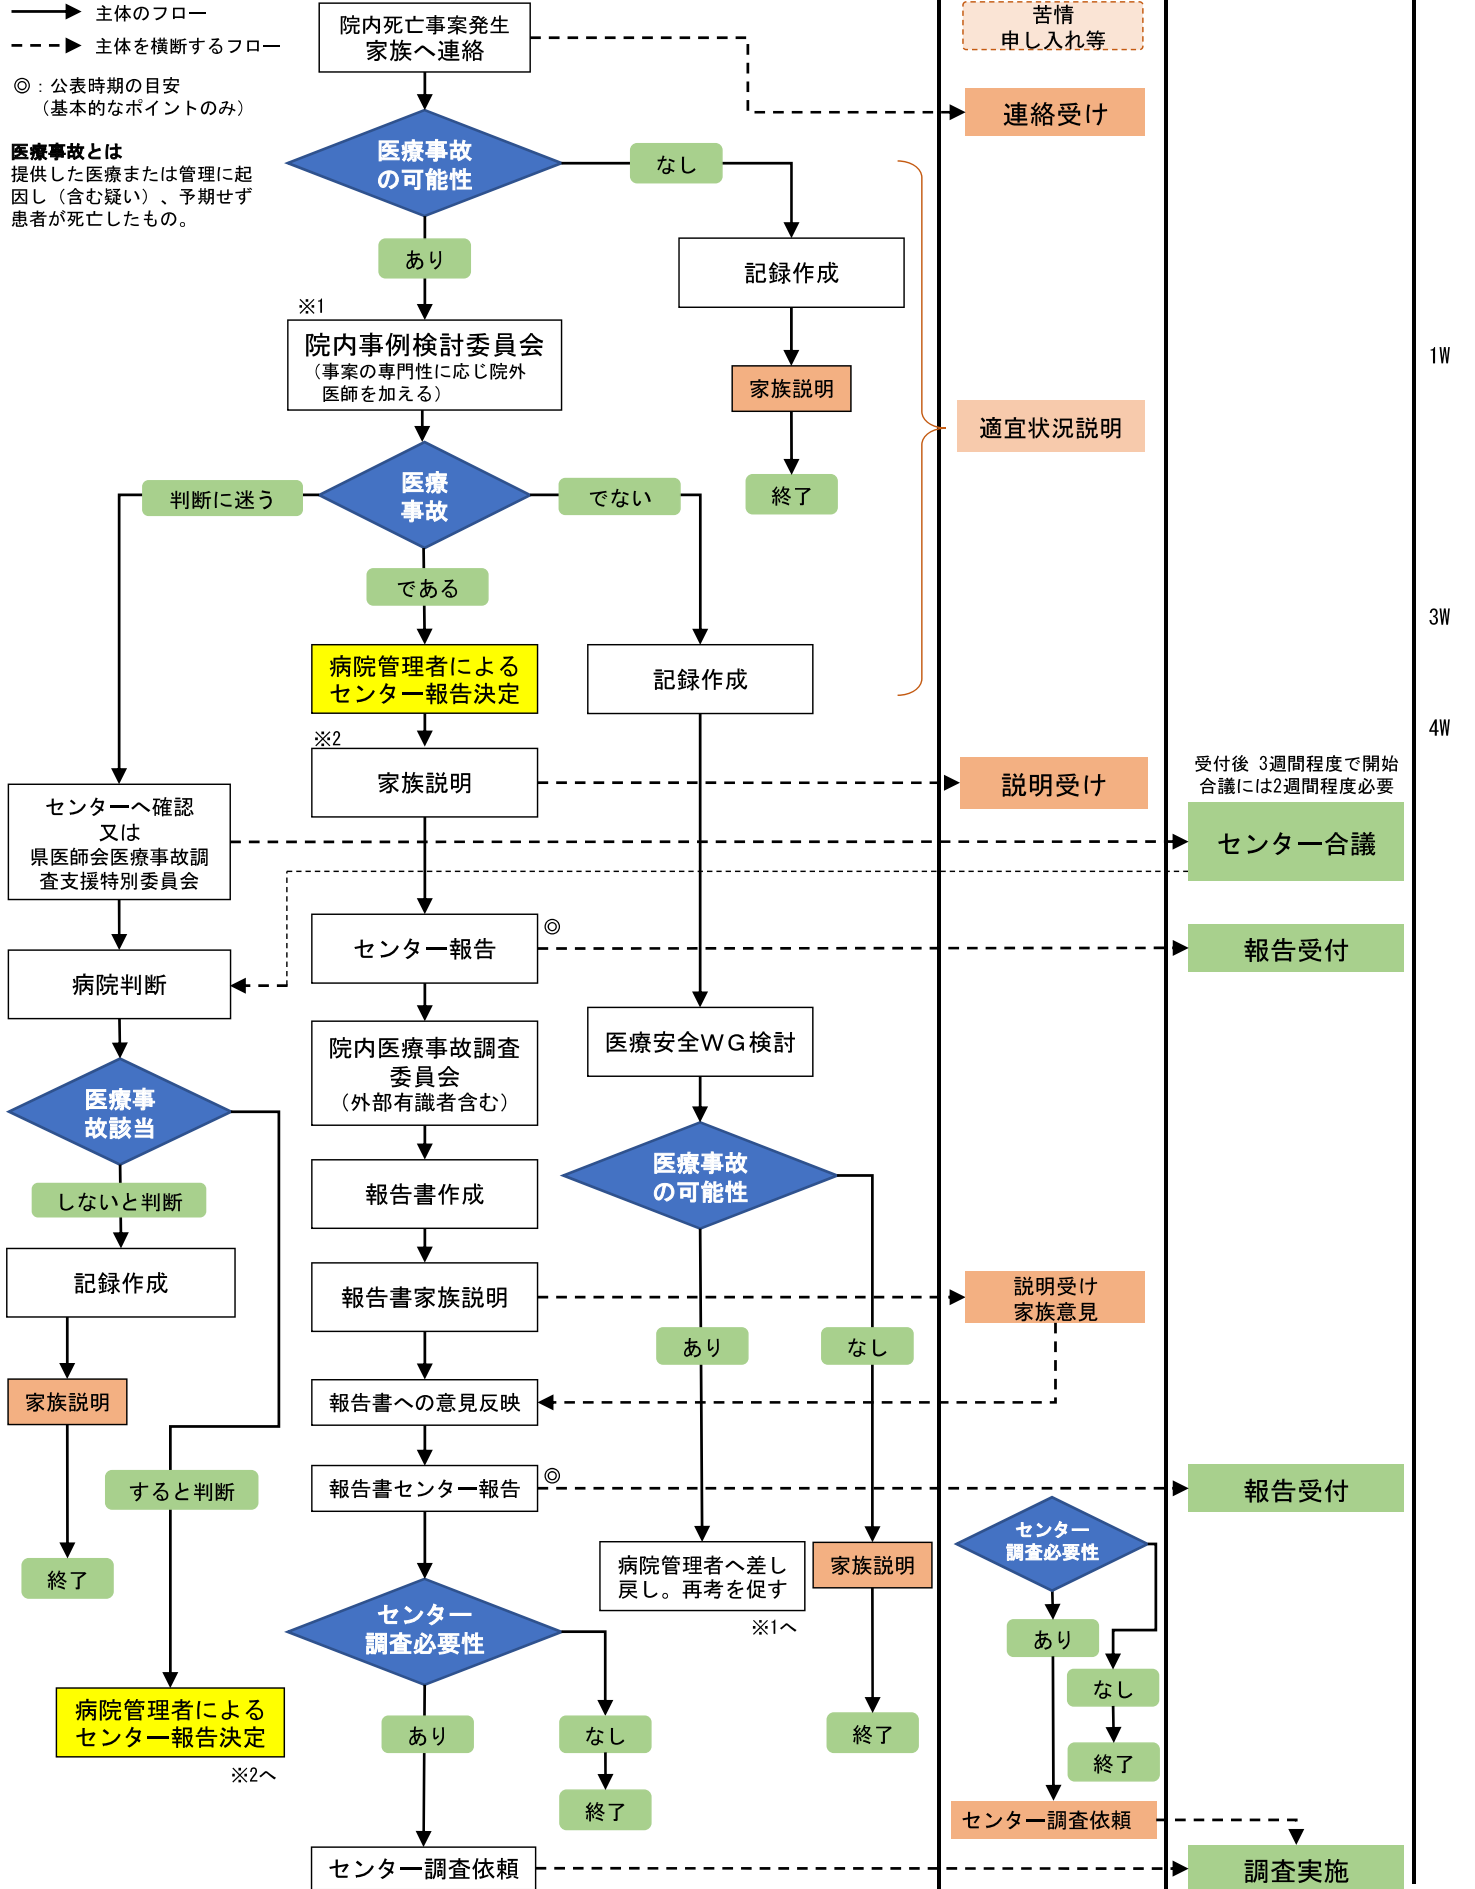 主体のフロー
主体を横断するフロー
◎：公表時期の目安
（基本的なポイントのみ）
医療事故とは
提供した医療または管理に起
因し（含む疑い）、予期せず
患者が死亡したもの。
院内死亡事案発生
家族へ連絡
苦情
申し入れ等
連絡受け
医療事故
の可能性
なし
あり
記録作成
※1
院内事例検討委員会
（事案の専門性に応じ院外
医師を加える）
家族説明
終了
適宜状況説明
1W
医療
事故
判断に迷う
でない
である
3W
病院管理者による
センター報告決定
記録作成
4W
※2
家族説明
説明受け
受付後 3週間程度で開始
合議には2週間程度必要
センター合議
センターへ確認
又は
県医師会医療事故調
査支援特別委員会
センター報告
◎
報告受付
病院判断
院内医療事故調査
委員会
（外部有識者含む）
医療安全WG検討
医療事
故該当
しないと判断
報告書作成
医療事故
の可能性
記録作成
報告書家族説明
説明受け
家族意見
あり
なし
家族説明
報告書への意見反映
すると判断
報告書センター報告
◎
報告受付
終了
病院管理者へ差し
戻し。再考を促す
※1へ
家族説明
センター
調査必要性
センター
調査必要性
あり
なし
終了
病院管理者による
センター報告決定
※2へ
あり
なし
終了
終了
センター調査依頼
センター調査依頼
調査実施